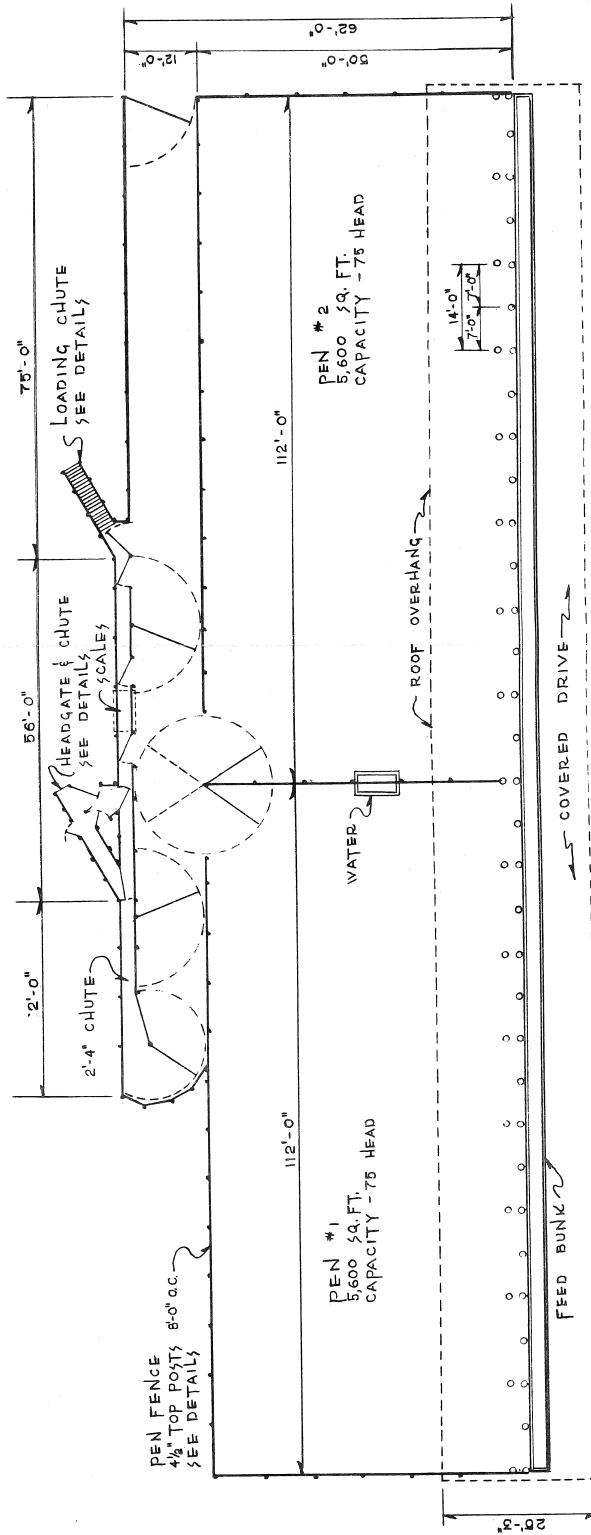 62'-0"
12'-0"
50'-0"
75'-0"
LOADING CHUTE
SEE DETAILS
112'-0"
PEN #2
5,600 SQ. FT.
CAPACITY - 75 HEAD
14'-0"
7'-0" 7'-0"
56'-0"
HEADGATE & CHUTE
SEE DETAILS
SCALES
ROOF OVERHANG
WATER
COVERED DRIVE
2'-0"
2'-4" CHUTE
112'-0"
PEN #1
5,600 SQ. FT.
CAPACITY - 75 HEAD
PEN FENCE
4½" TOP POSTS 8'-0" O.C.
SEE DETAILS
FEED BUNK